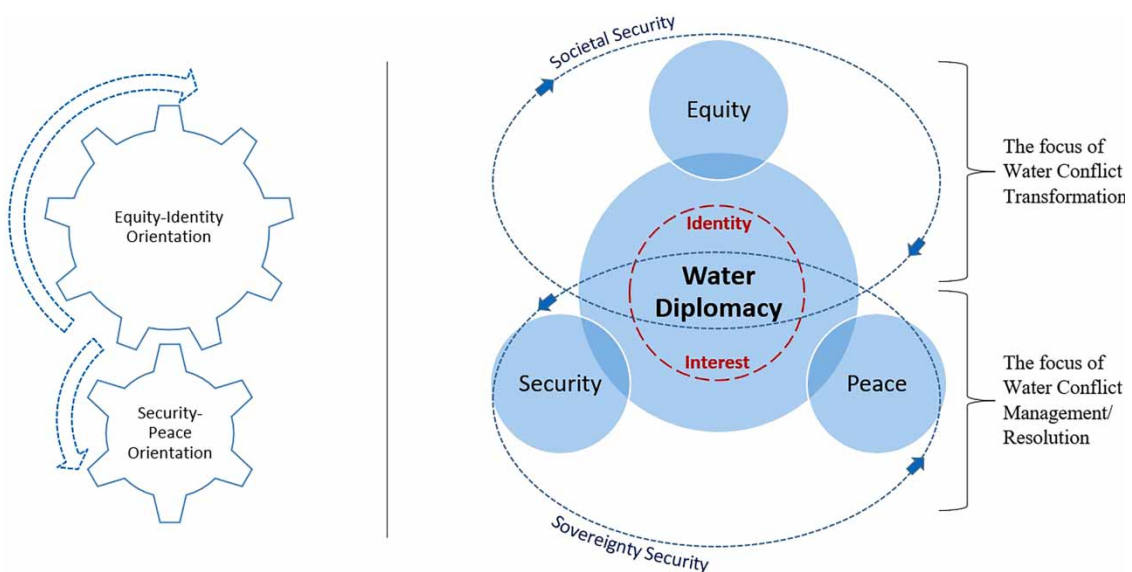 Equity-Identity
Orientation
Security-
Peace
Orientation
Societal Security
Equity
Identity
Water
Diplomacy
Interest
Security
Peace
Sovereignty Security
The focus of
Water Conflict
Transformation
The focus of
Water Conflict
Management/
Resolution